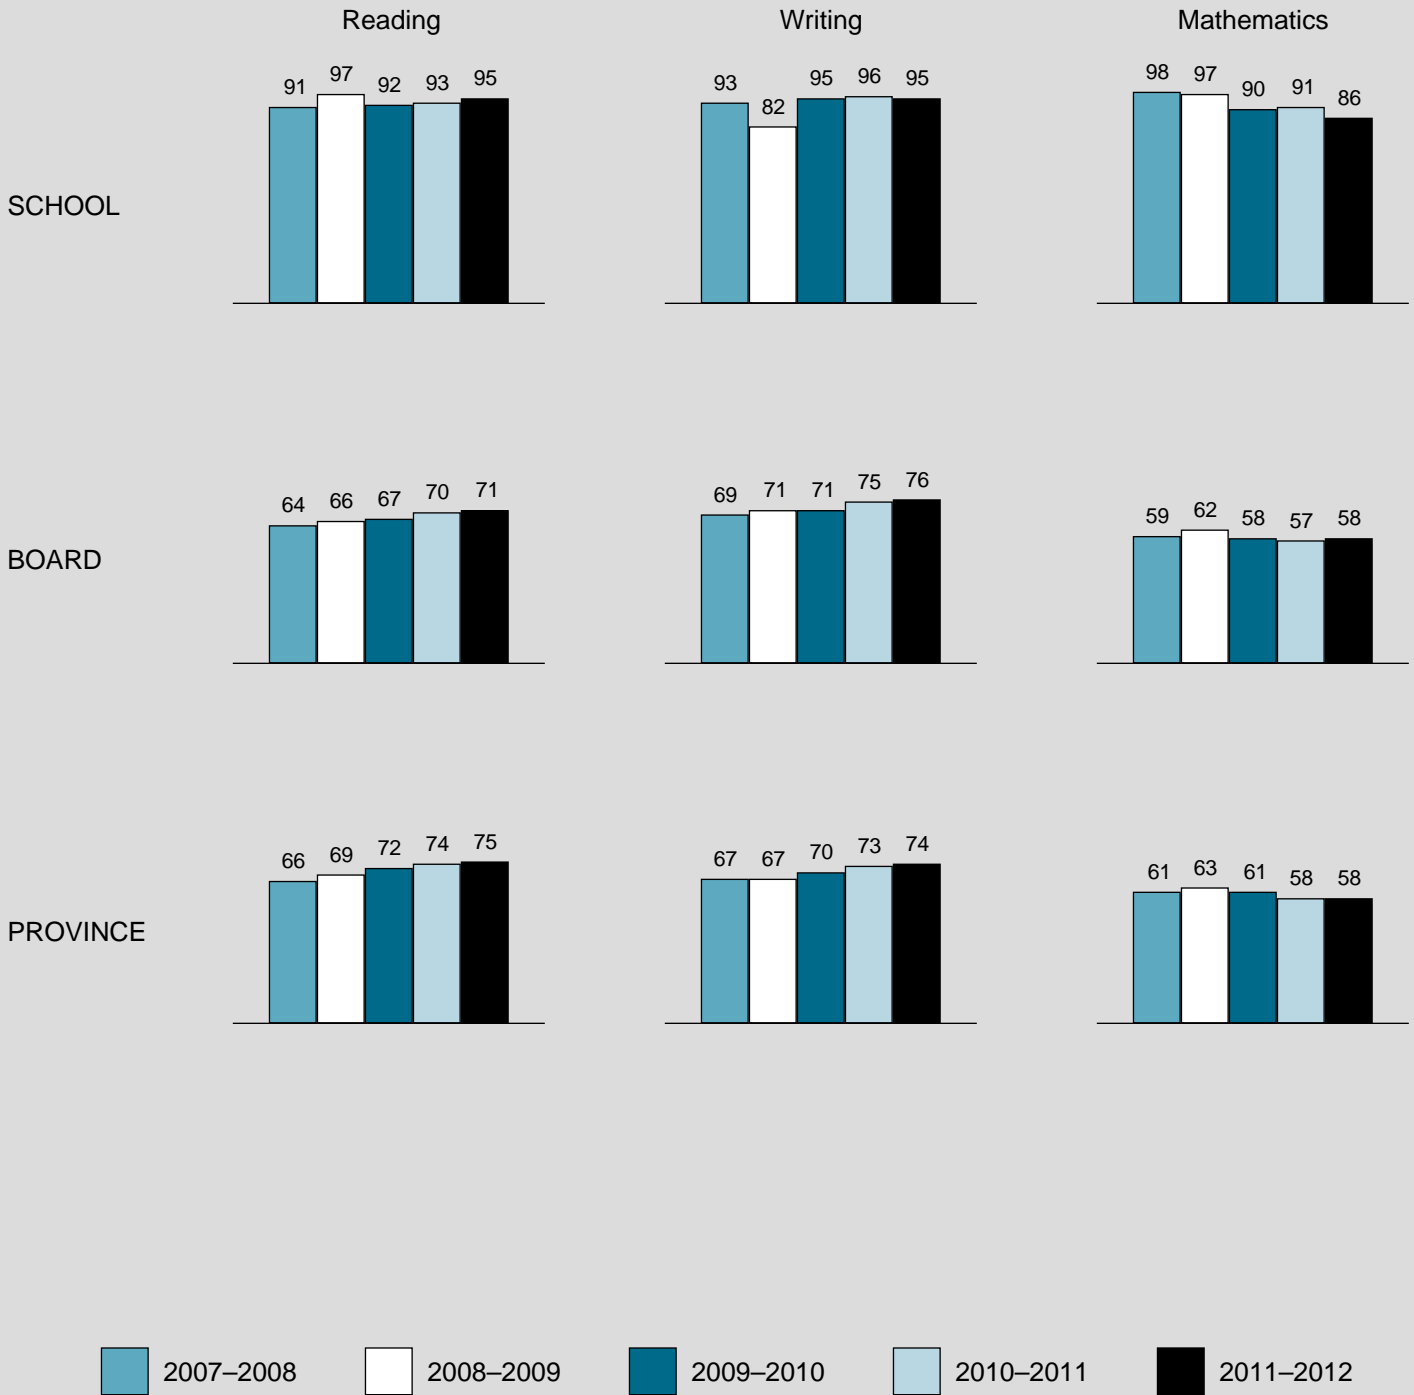 Reading Writing Mathematics
91 97 92 93 95 93 82 95 96 95 98 97 90 91 86
SCHOOL
64 66 67 70 71 69 71 71 75 76 59 62 58 57 58
BOARD
66 69 72 74 75 67 67 70 73 74 61 63 61 58 58
PROVINCE
2007–2008 2008–2009 2009–2010 2010–2011 2011–2012